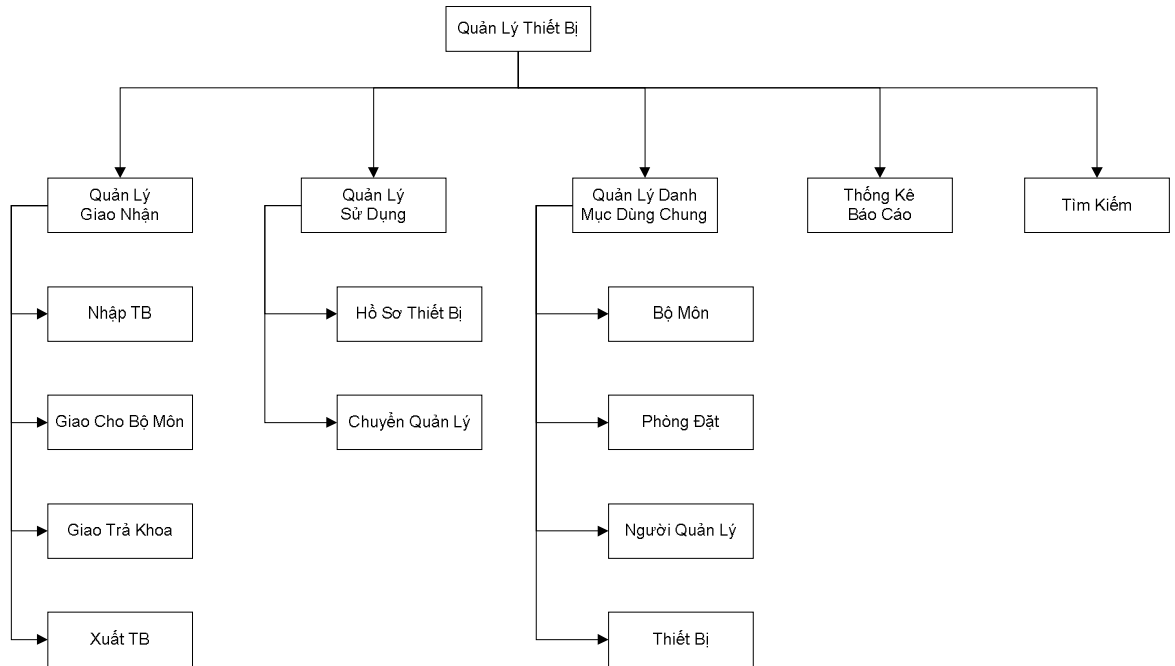 Quản Lý Thiết Bị
Quản Lý
Giao Nhận
Quản Lý
Sử Dụng
Quản Lý Danh
Mục Dùng Chung
Thống Kê
Báo Cáo
Tìm Kiếm
Nhập TB
Hồ Sơ Thiết Bị
Bộ Môn
Giao Cho Bộ Môn
Chuyển Quản Lý
Phòng Đặt
Giao Trả Khoa
Người Quản Lý
Xuất TB
Thiết Bị